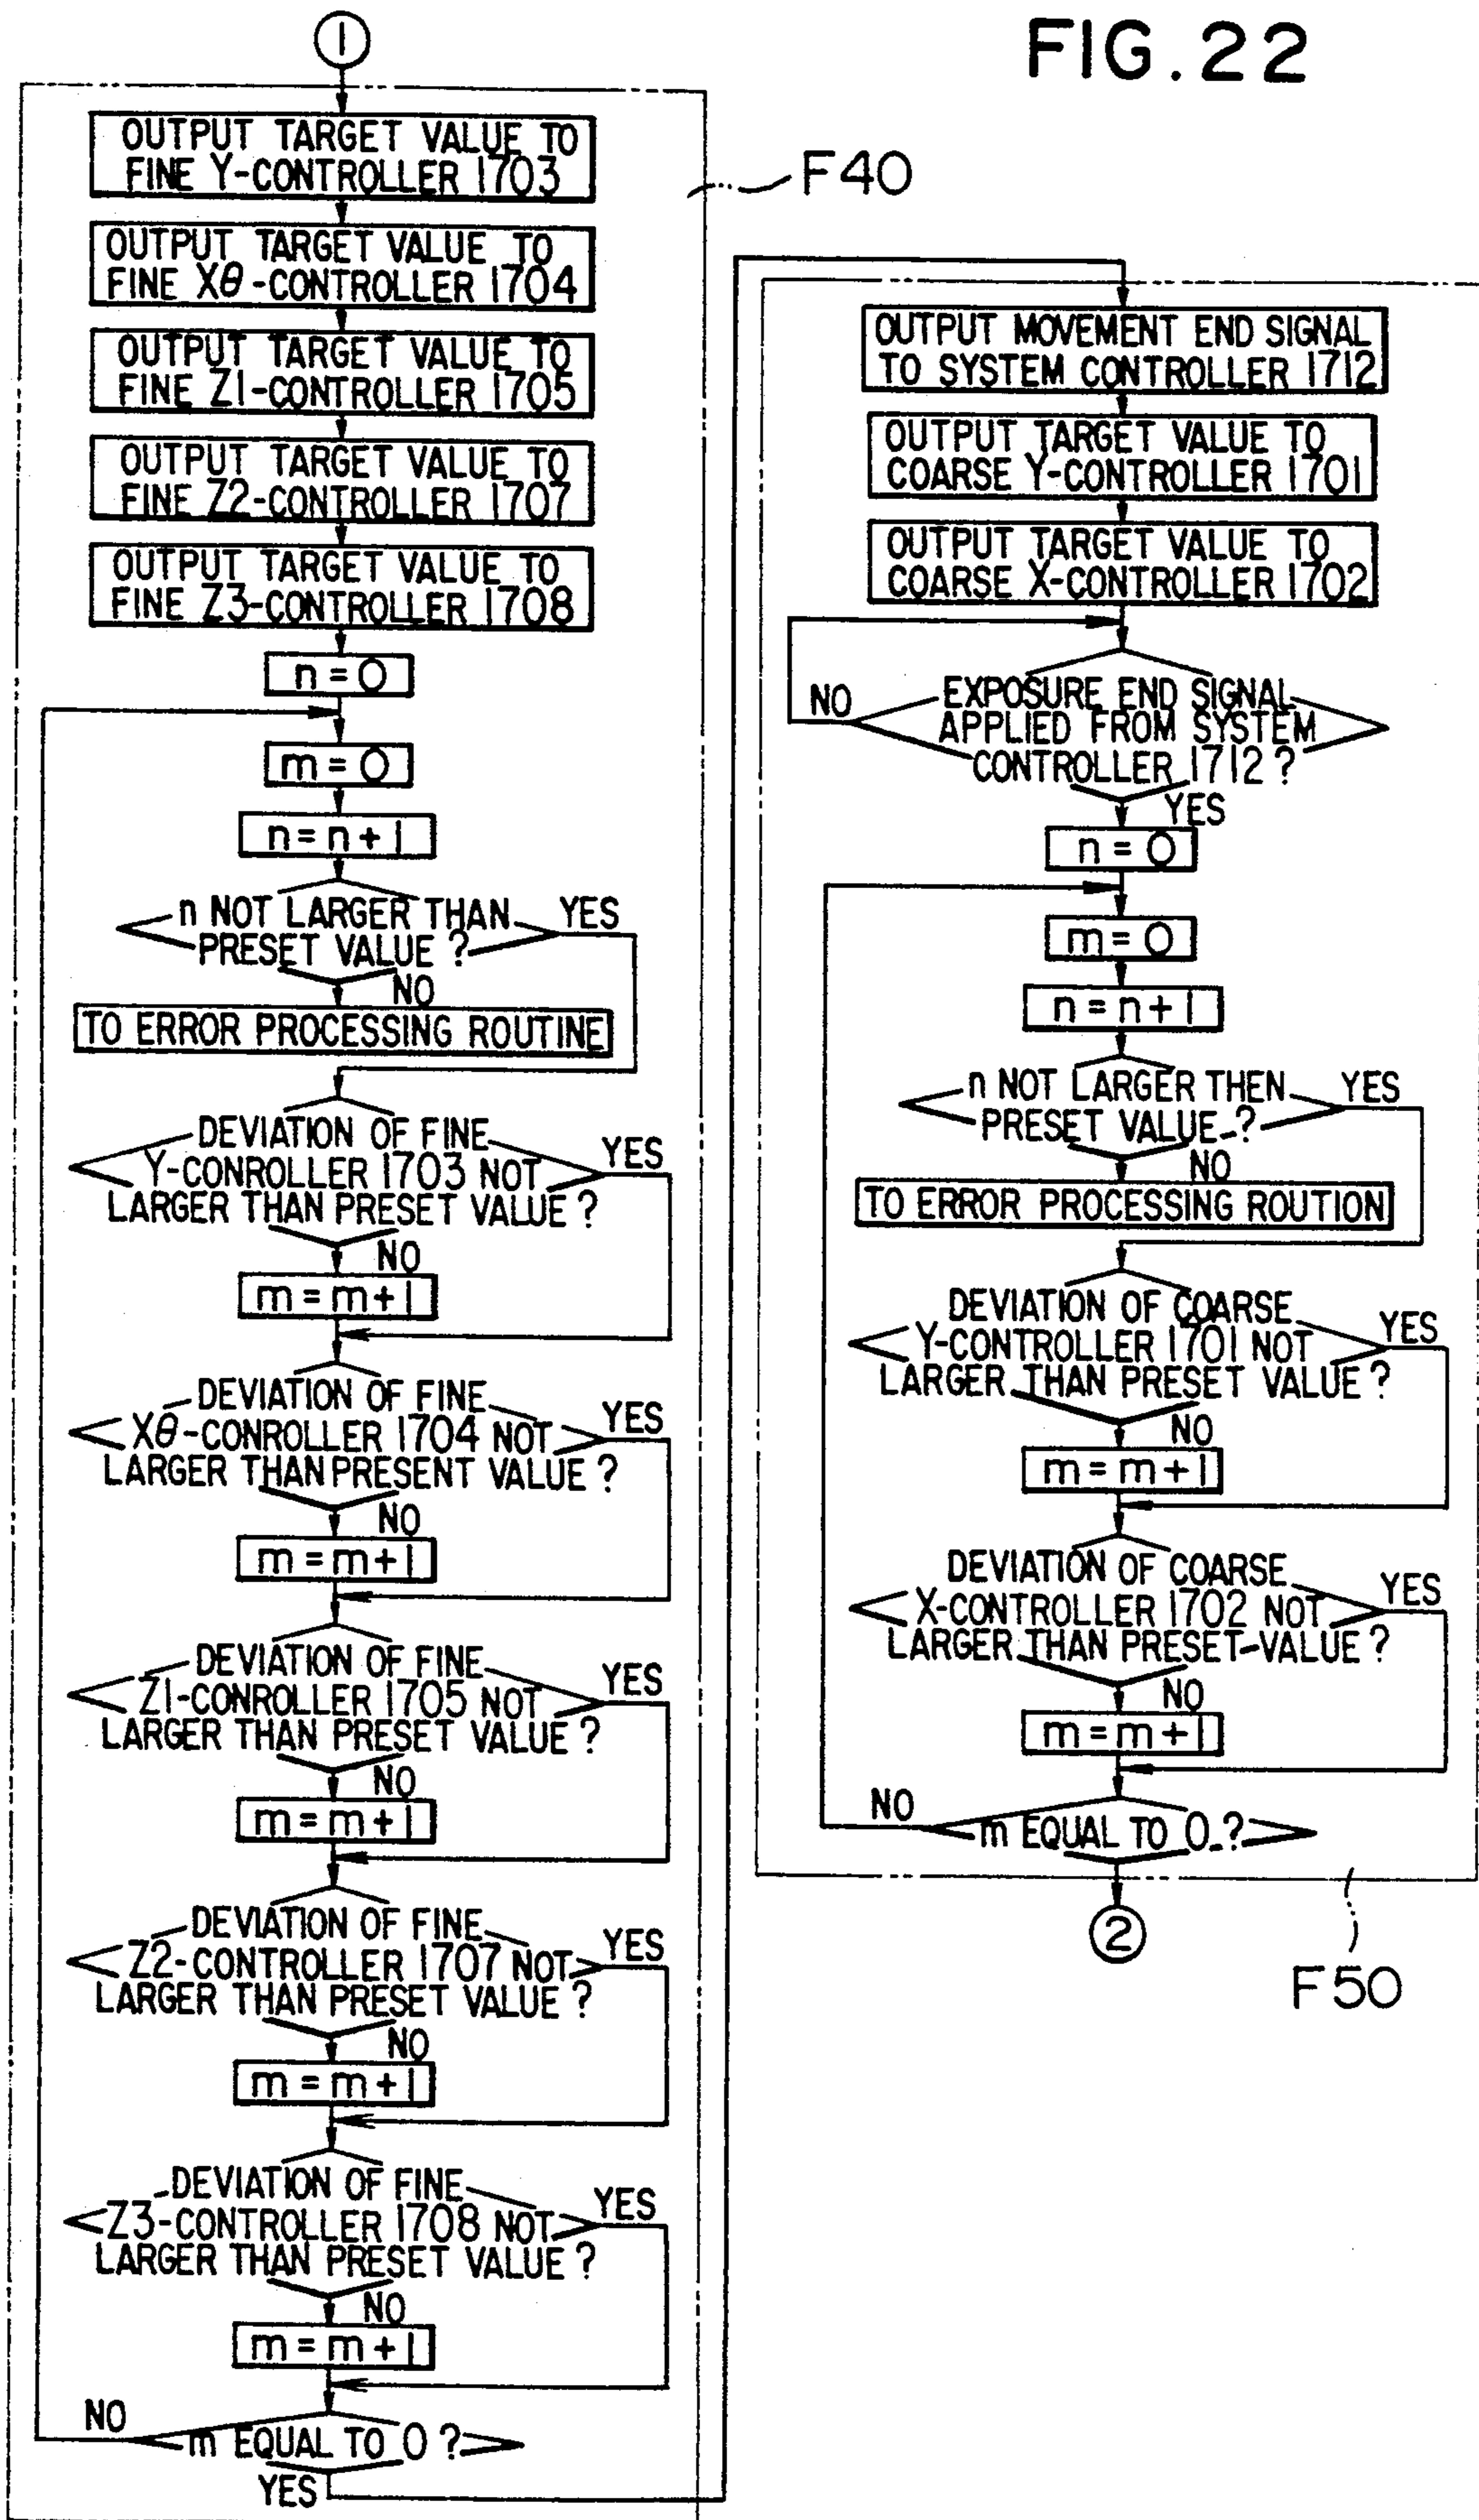 FIG.22
1
OUTPUT TARGET VALUE TO
FINE Y-CONTROLLER 1703
F40
OUTPUT TARGET VALUE TO
FINE Xθ-CONTROLLER 1704
OUTPUT TARGET VALUE TO
FINE Z1-CONTROLLER 1705
OUTPUT TARGET VALUE TO
FINE Z2-CONTROLLER 1707
OUTPUT TARGET VALUE TO
FINE Z3-CONTROLLER 1708
n=0
m=0
n=n+1
n NOT LARGER THAN
PRESET VALUE ?
YES
NO
TO ERROR PROCESSING ROUTINE
DEVIATION OF FINE
Y-CONROLLER 1703 NOT
LARGER THAN PRESET VALUE ?
YES
NO
m=m+1
DEVIATION OF FINE
Xθ-CONROLLER 1704 NOT
LARGER THAN PRESENT VALUE ?
YES
NO
m=m+1
DEVIATION OF FINE
Z1-CONROLLER 1705 NOT
LARGER THAN PRESET VALUE ?
YES
NO
m=m+1
DEVIATION OF FINE
Z2-CONTROLLER 1707 NOT
LARGER THAN PRESET VALUE ?
YES
NO
m=m+1
DEVIATION OF FINE
Z3-CONTROLLER 1708 NOT
LARGER THAN PRESET VALUE ?
YES
NO
m=m+1
NO
m EQUAL TO 0 ?
YES
OUTPUT MOVEMENT END SIGNAL
TO SYSTEM CONTROLLER 1712
OUTPUT TARGET VALUE TO
COARSE Y-CONTROLLER 1701
OUTPUT TARGET VALUE TO
COARSE X-CONTROLLER 1702
NO
EXPOSURE END SIGNAL
APPLIED FROM SYSTEM
CONTROLLER 1712 ?
YES
n=0
m=0
n=n+1
n NOT LARGER THEN
PRESET VALUE ?
YES
NO
TO ERROR PROCESSING ROUTION
DEVIATION OF COARSE
Y-CONTROLLER 1701 NOT
LARGER THAN PRESET VALUE ?
YES
NO
m=m+1
DEVIATION OF COARSE
X-CONTROLLER 1702 NOT
LARGER THAN PRESET-VALUE ?
YES
NO
m=m+1
NO
m EQUAL TO 0 ?
2
F50